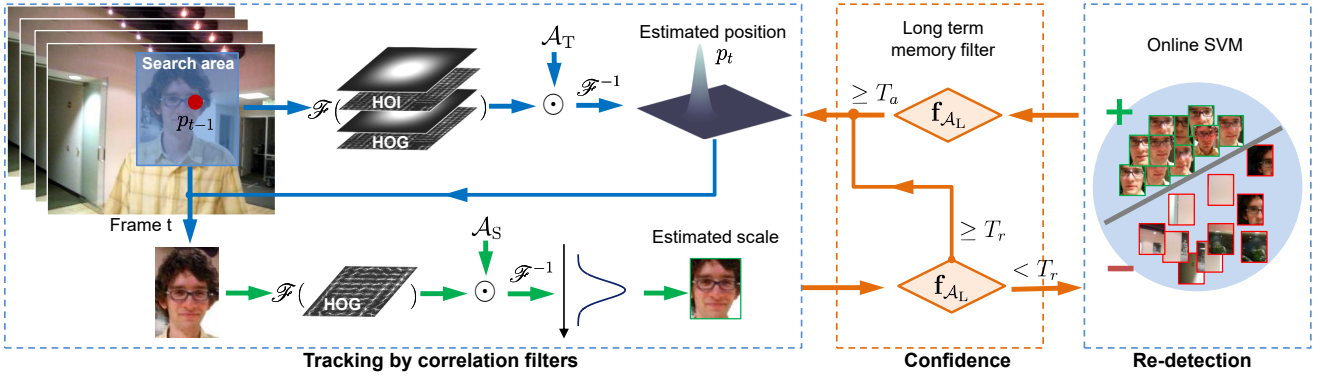 Search area
p_{t-1}
Frame t
ℱ(
HOI
HOG
)
𝒜_T
⊙
ℱ^{-1}
Estimated position
p_t
ℱ(
HOG
)
𝒜_S
⊙
ℱ^{-1}
Estimated scale
Tracking by correlation filters
Long term
memory filter
≥ T_a
f_{𝒜_L}
≥ T_r
f_{𝒜_L}
< T_r
Confidence
Online SVM
+
−
Re-detection